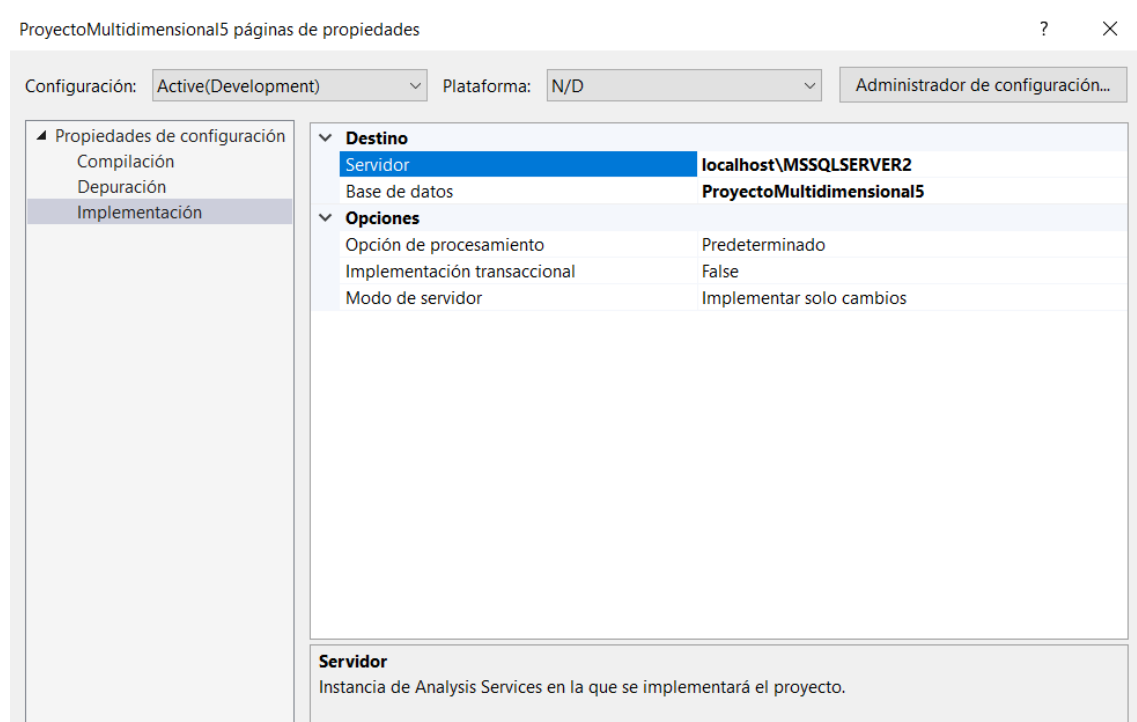 ProyectoMultidimensional5 páginas de propiedades ?
Configuración: Active(Development) Plataforma: N/D Administrador de configuración...
Propiedades de configuración
Compilación
Depuración
Implementación
Destino
Servidor localhost\MSSQLSERVER2
Base de datos ProyectoMultidimensional5
Opciones
Opción de procesamiento Predeterminado
Implementación transaccional False
Modo de servidor Implementar solo cambios
Servidor
Instancia de Analysis Services en la que se implementará el proyecto.